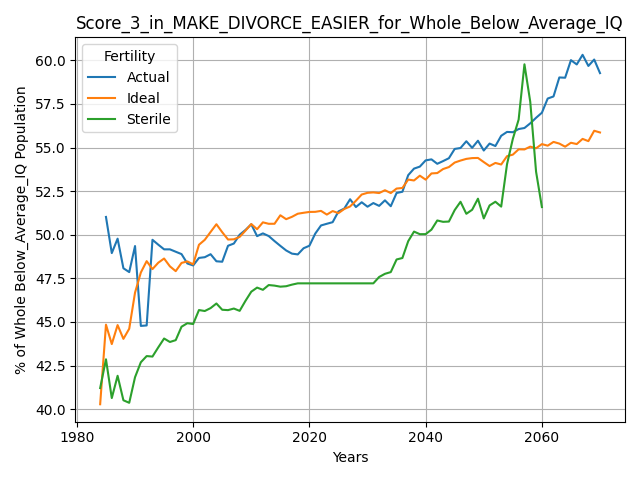 Score_3_in_MAKE_DIVORCE_EASIER_for_Whole_Below_Average_IQ
Fertility
Actual
Ideal
Sterile
% of Whole Below_Average_IQ Population
60.0
57.5
55.0
52.5
50.0
47.5
45.0
42.5
40.0
1980 2000 2020 2040 2060
Years